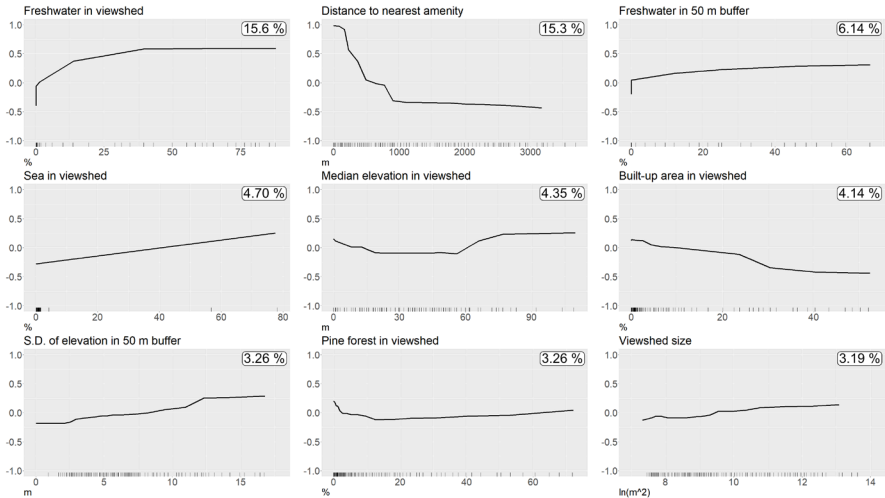 Freshwater in viewshed
15.6 %
1.0
0.5
0.0
-0.5
-1.0
0 25 50 75
%
Distance to nearest amenity
15.3 %
1.0
0.5
0.0
-0.5
-1.0
0 1000 2000 3000
m
Freshwater in 50 m buffer
6.14 %
1.0
0.5
0.0
-0.5
-1.0
0 20 40 60
%
Sea in viewshed
4.70 %
1.0
0.5
0.0
-0.5
-1.0
0 20 40 60 80
%
Median elevation in viewshed
4.35 %
1.0
0.5
0.0
-0.5
-1.0
0 30 60 90
m
Built-up area in viewshed
4.14 %
1.0
0.5
0.0
-0.5
-1.0
0 20 40
%
S.D. of elevation in 50 m buffer
3.26 %
1.0
0.5
0.0
-0.5
-1.0
0 5 10 15
m
Pine forest in viewshed
3.26 %
1.0
0.5
0.0
-0.5
-1.0
0 20 40 60
%
Viewshed size
3.19 %
1.0
0.5
0.0
-0.5
-1.0
8 10 12 14
ln(m^2)